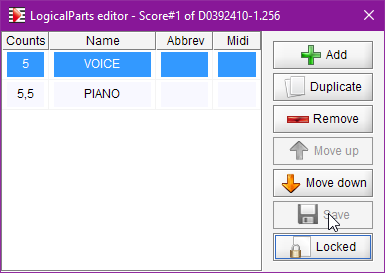 LogicalParts editor - Score#1 of D0392410-1.256
Counts Name Abbrev Midi
5 VOICE
5,5 PIANO
Add
Duplicate
Remove
Move up
Move down
Save
Locked